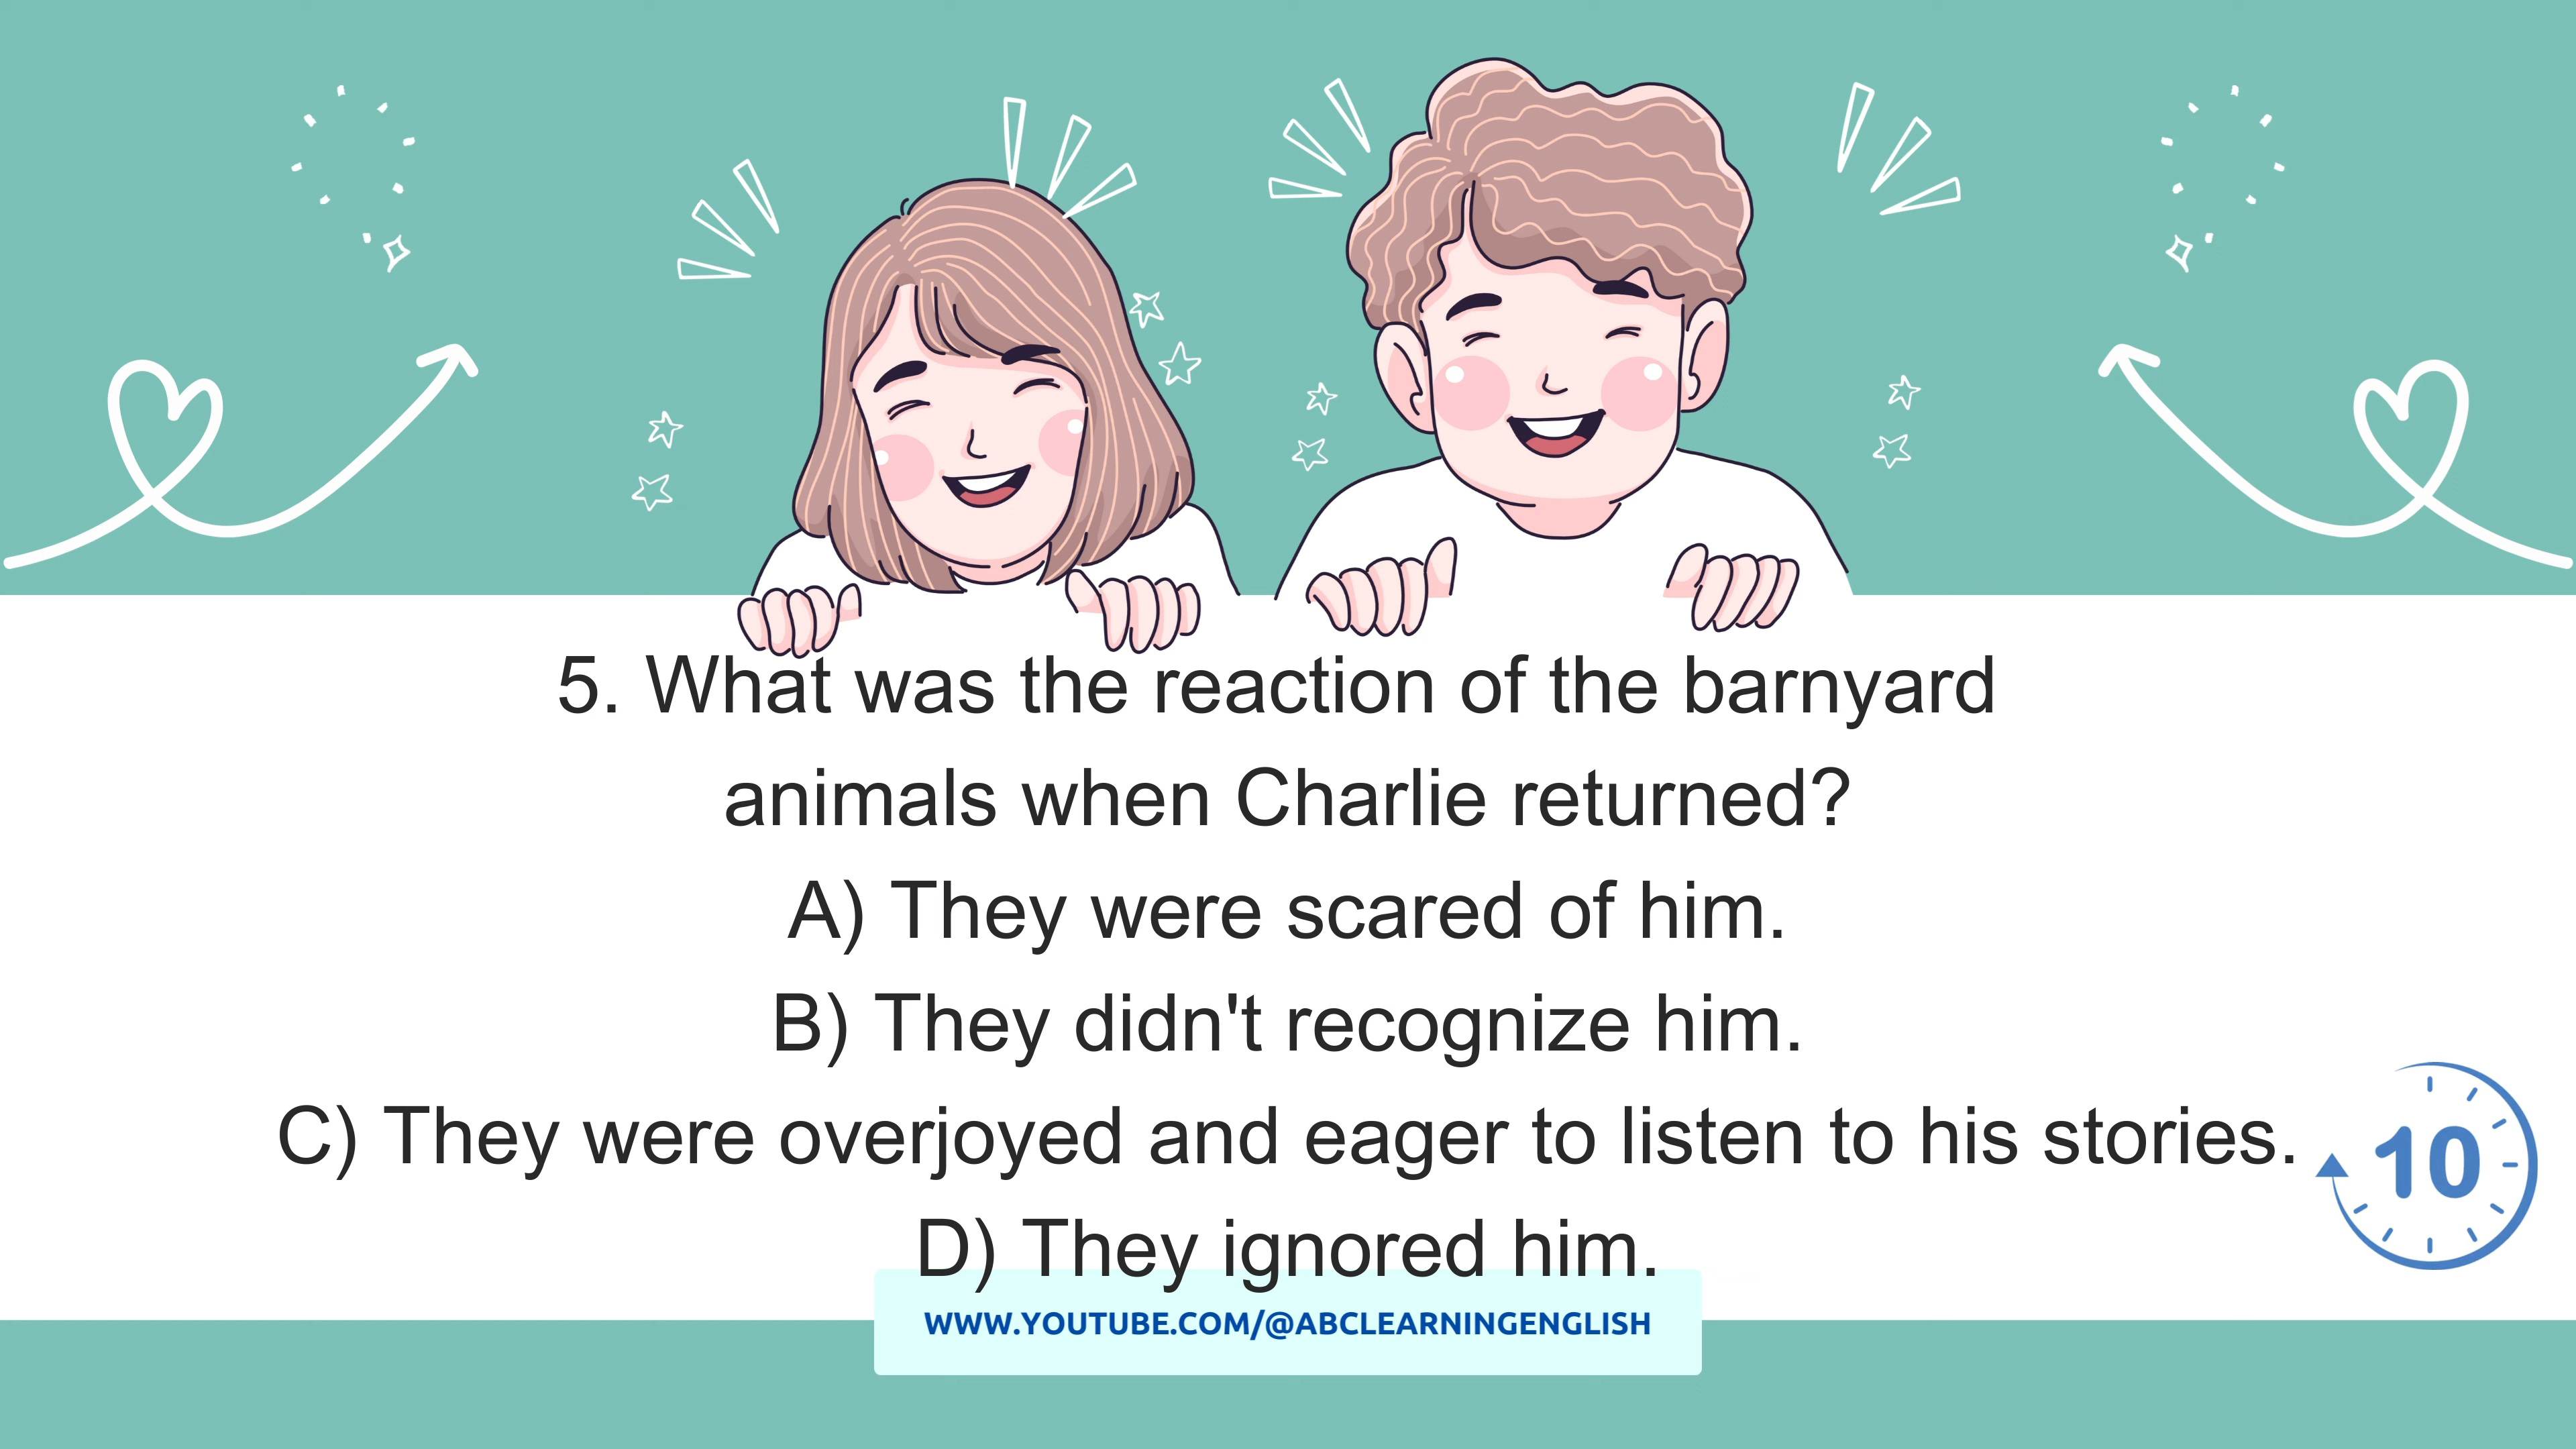 5. What was the reaction of the barnyard
animals when Charlie returned?
A) They were scared of him.
B) They didn't recognize him.
C) They were overjoyed and eager to listen to his stories.
10
D) They ignored him.
WWW.YOUTUBE.COM/@ABCLEARNINGENGLISH